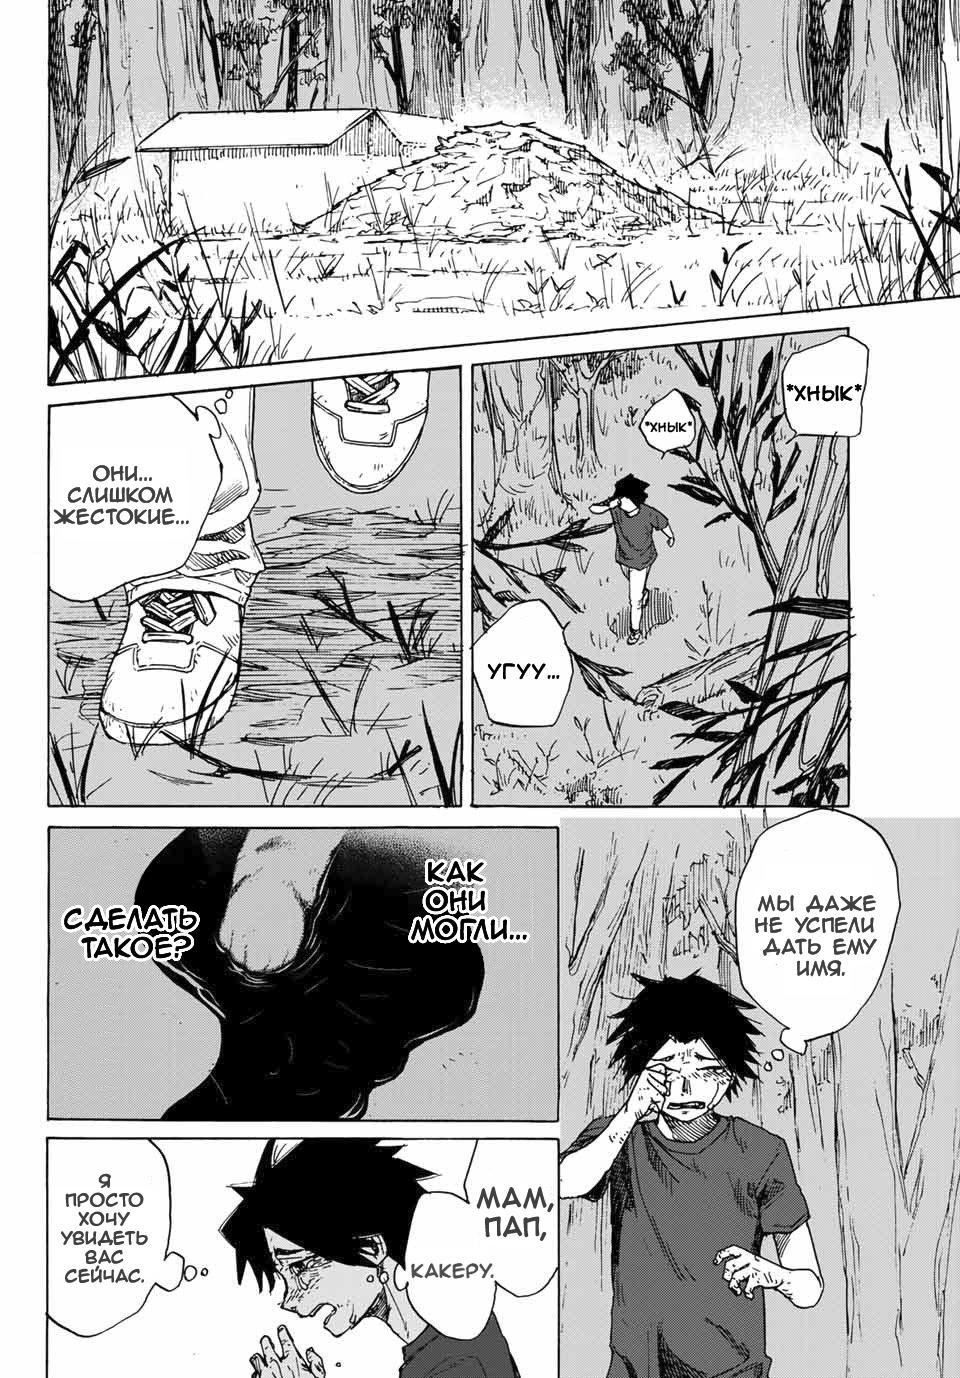 *ХНЫК*
*ХНЫК*
УГУУ...
ОНИ...
СЛИШКОМ
ЖЕСТОКИЕ...
МЫ ДАЖЕ
НЕ УСПЕЛИ
ДАТЬ ЕМУ
ИМЯ.
КАК
ОНИ
МОГЛИ...
СДЕЛАТЬ
ТАКОЕ?
МАМ,
ПАП,
КАКЕРУ.
Я
ПРОСТО
ХОЧУ
УВИДЕТЬ
ВАС
СЕЙЧАС.